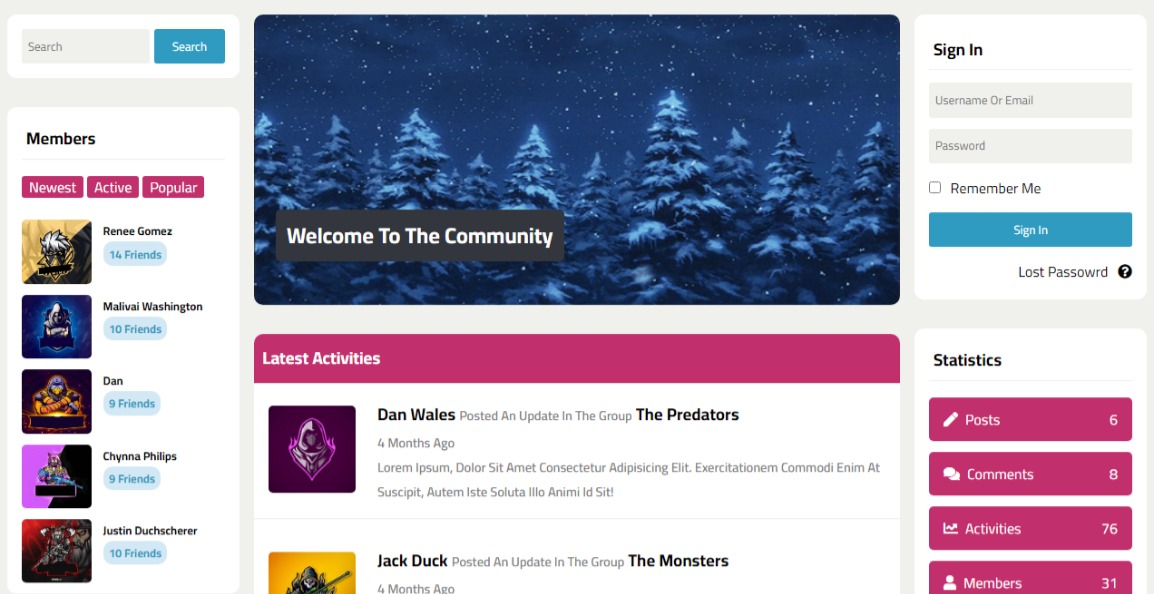 Search
Search
Members
Newest Active Popular
Renee Gomez
14 Friends
Malivai Washington
10 Friends
Dan
9 Friends
Chynna Philips
9 Friends
Justin Duchscherer
10 Friends
Welcome To The Community
Latest Activities
Dan Wales Posted An Update In The Group The Predators
4 Months Ago
Lorem Ipsum, Dolor Sit Amet Consectetur Adipisicing Elit. Exercitationem Commodi Enim At
Suscipit, Autem Iste Soluta Illo Animi Id Sit!
Jack Duck Posted An Update In The Group The Monsters
4 Months Ago
Sign In
Username Or Email
Password
Remember Me
Sign In
Lost Passowrd
Statistics
Posts 6
Comments 8
Activities 76
Members 31